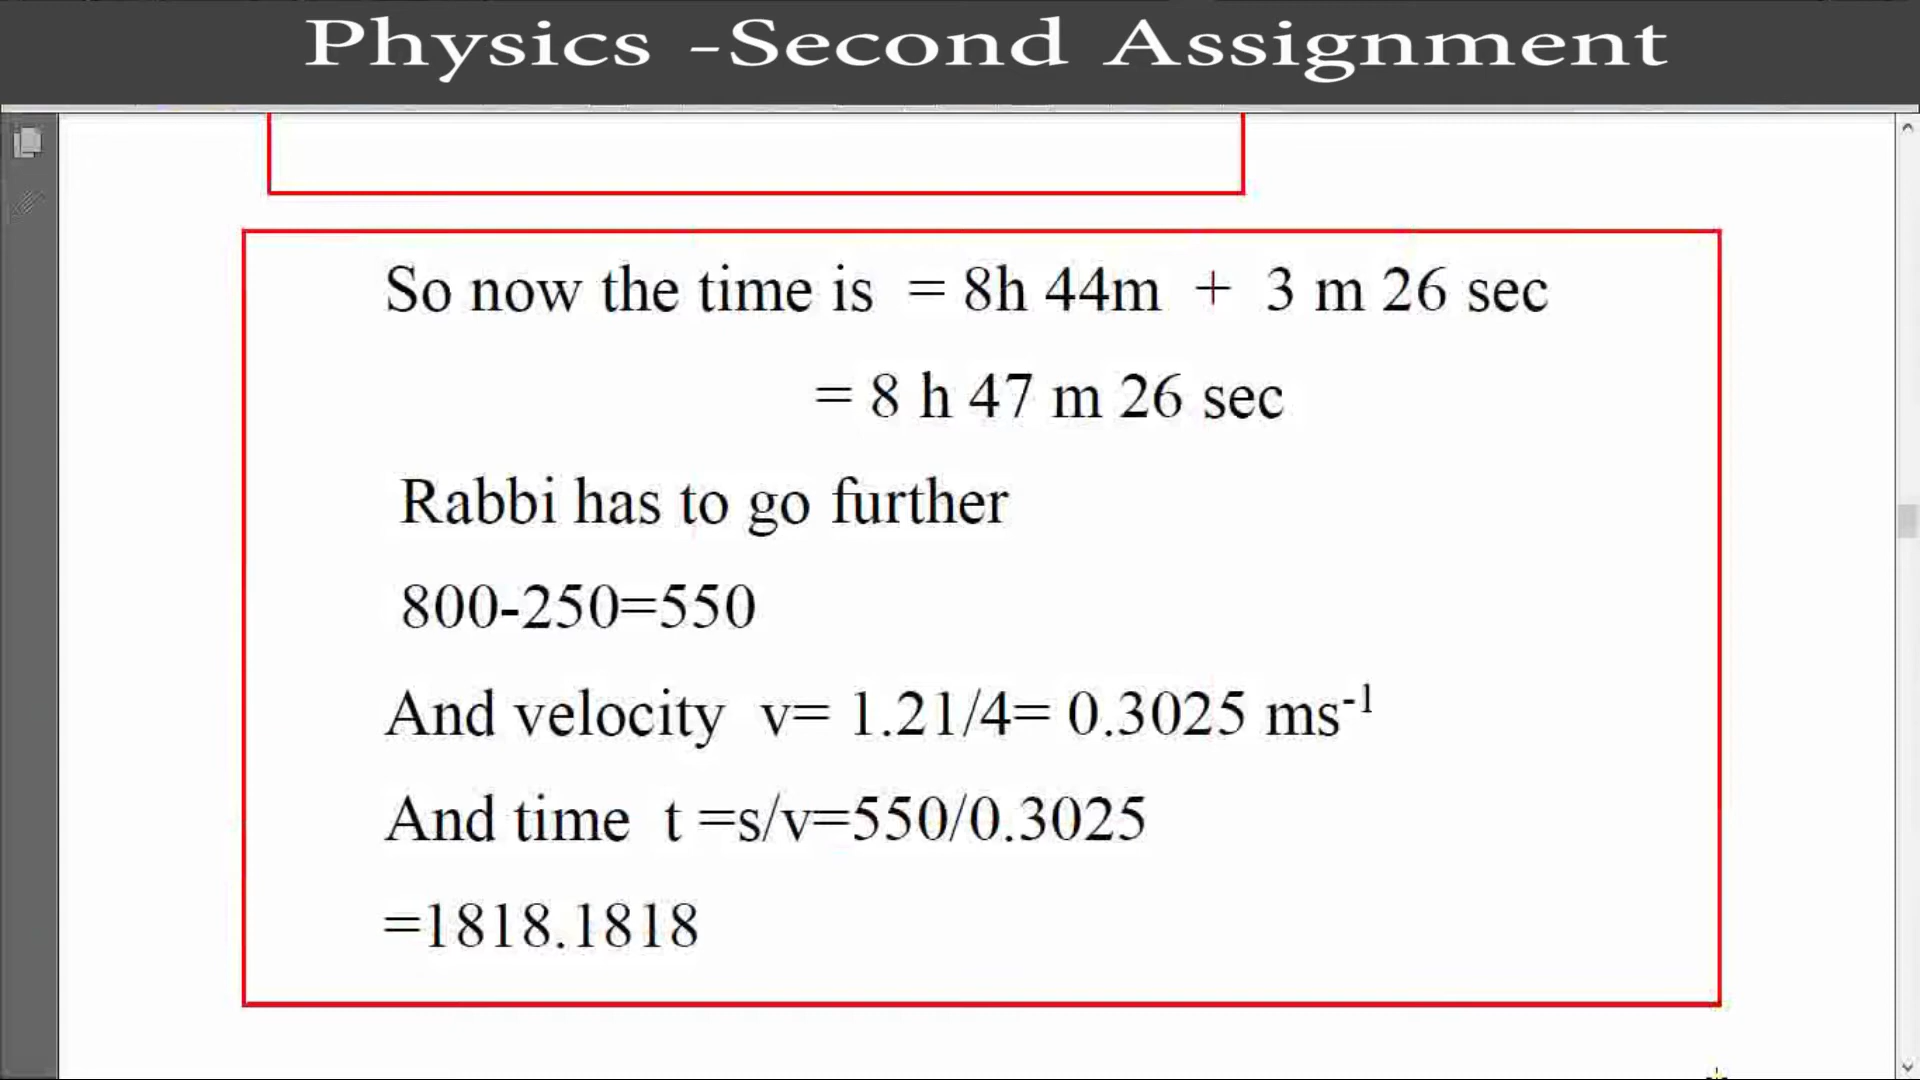 Physics -Second Assignment
So now the time is = 8h 44m + 3 m 26 sec
= 8 h 47 m 26 sec
Rabbi has to go further
800-250=550
And velocity v= 1.21/4= 0.3025 ms⁻¹
And time t =s/v=550/0.3025
=1818.1818